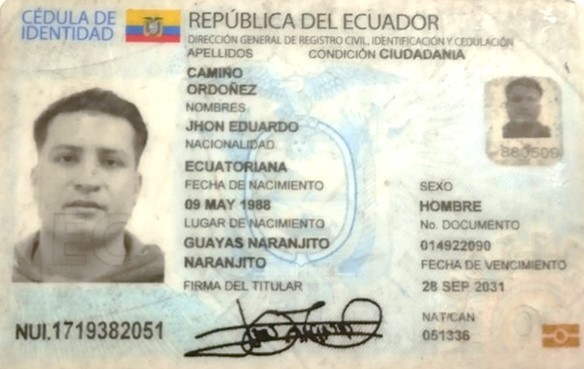 CÉDULA DE
IDENTIDAD
REPÚBLICA DEL ECUADOR
DIRECCIÓN GENERAL DE REGISTRO CIVIL, IDENTIFICACIÓN Y CEDULACIÓN
APELLIDOS CONDICIÓN CIUDADANIA
CAMIÑO
ORDOÑEZ
NOMBRES
JHON EDUARDO
NACIONALIDAD
ECUATORIANA
FECHA DE NACIMIENTO
09 MAY 1988
LUGAR DE NACIMIENTO
GUAYAS NARANJITO
NARANJITO
FIRMA DEL TITULAR
880509
SEXO
HOMBRE
No. DOCUMENTO
014922090
FECHA DE VENCIMIENTO
28 SEP 2031
NAT/CAN
051336
NUI.1719382051